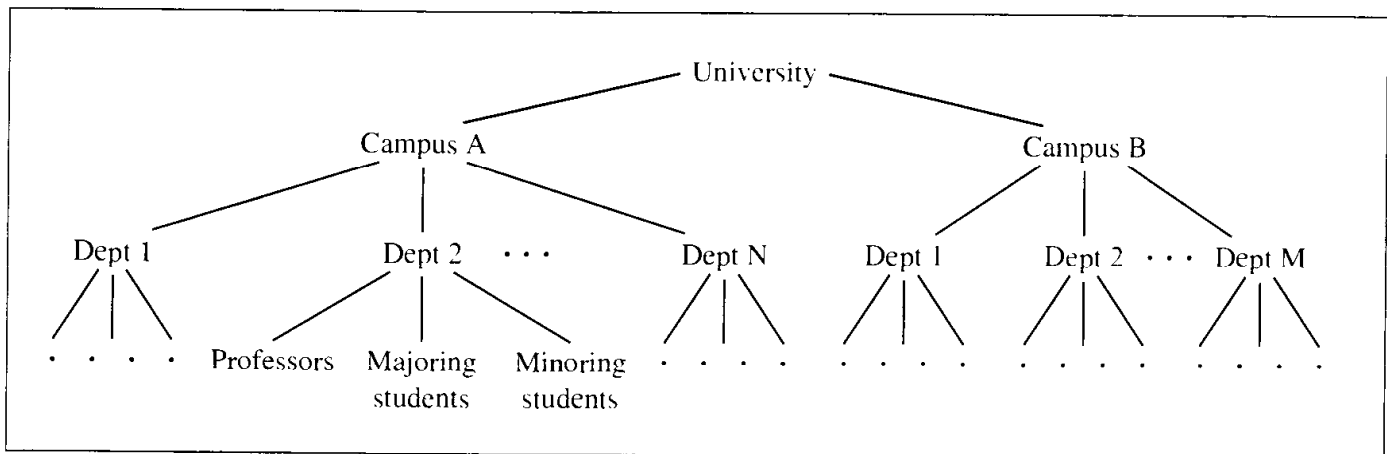 University
Campus A Campus B
Dept 1 Dept 2 · · · Dept N Dept 1 Dept 2 · · · Dept M
· · · · Professors Majoring students Minoring students · · · · · · · · · · · · · · · ·